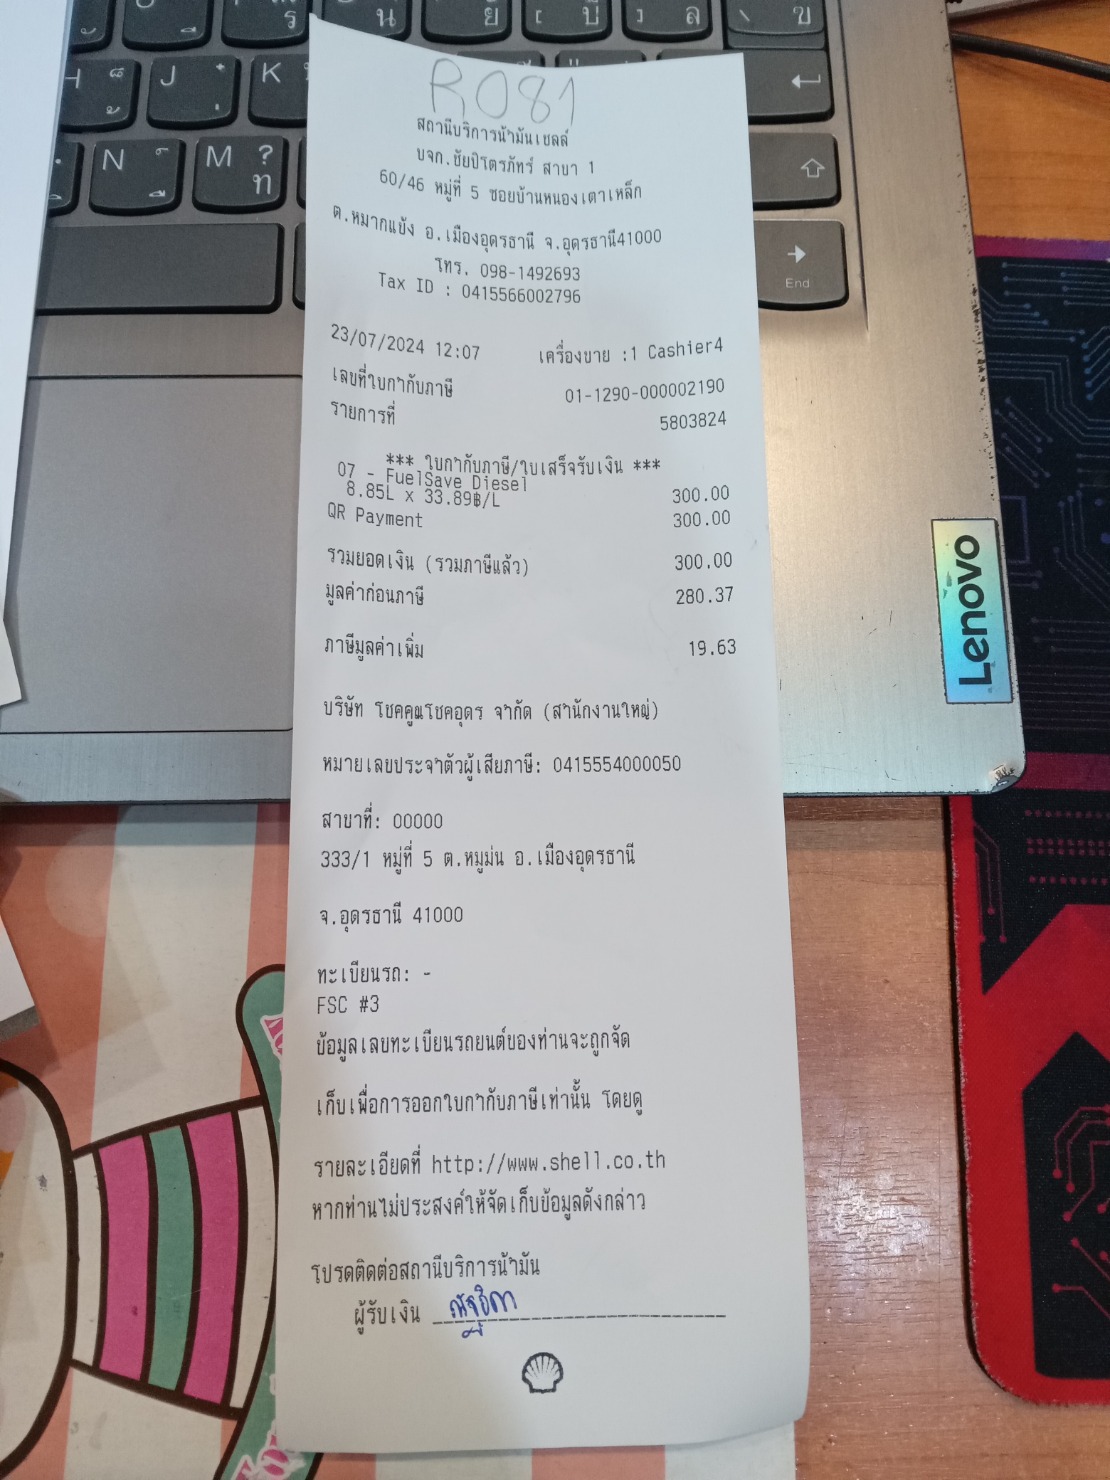 R081
สถานีบริการน้ำมันเชลล์
บจก.ชัยปิโตรภัทร์ สาขา 1
60/46 หมู่ที่ 5 ซอยบ้านหนองเตาเหล็ก
ต.หมากแข้ง อ.เมืองอุดรธานี จ.อุดรธานี41000
โทร. 098-1492693
Tax ID : 0415566002796
23/07/2024 12:07 เครื่องขาย :1 Cashier4
เลขที่ใบกำกับภาษี 01-1290-000002190
รายการที่ 5803824
*** ใบกำกับภาษี/ใบเสร็จรับเงิน ***
07 - FuelSave Diesel
8.85L x 33.89฿/L 300.00
QR Payment 300.00
รวมยอดเงิน (รวมภาษีแล้ว) 300.00
มูลค่าก่อนภาษี 280.37
ภาษีมูลค่าเพิ่ม 19.63
บริษัท โชคคูณโชคอุดร จำกัด (สำนักงานใหญ่)
หมายเลขประจำตัวผู้เสียภาษี: 0415554000050
สาขาที่: 00000
333/1 หมู่ที่ 5 ต.หมูม่น อ.เมืองอุดรธานี
จ.อุดรธานี 41000
ทะเบียนรถ: -
FSC #3
ข้อมูลเลขทะเบียนรถยนต์ของท่านจะถูกจัด
เก็บเพื่อการออกใบกำกับภาษีเท่านั้น โดยดู
รายละเอียดที่ http://www.shell.co.th
หากท่านไม่ประสงค์ให้จัดเก็บข้อมูลดังกล่าว
โปรดติดต่อสถานีบริการน้ำมัน
ผู้รับเงิน
Lenovo
J
K
N
M
?
ท
End